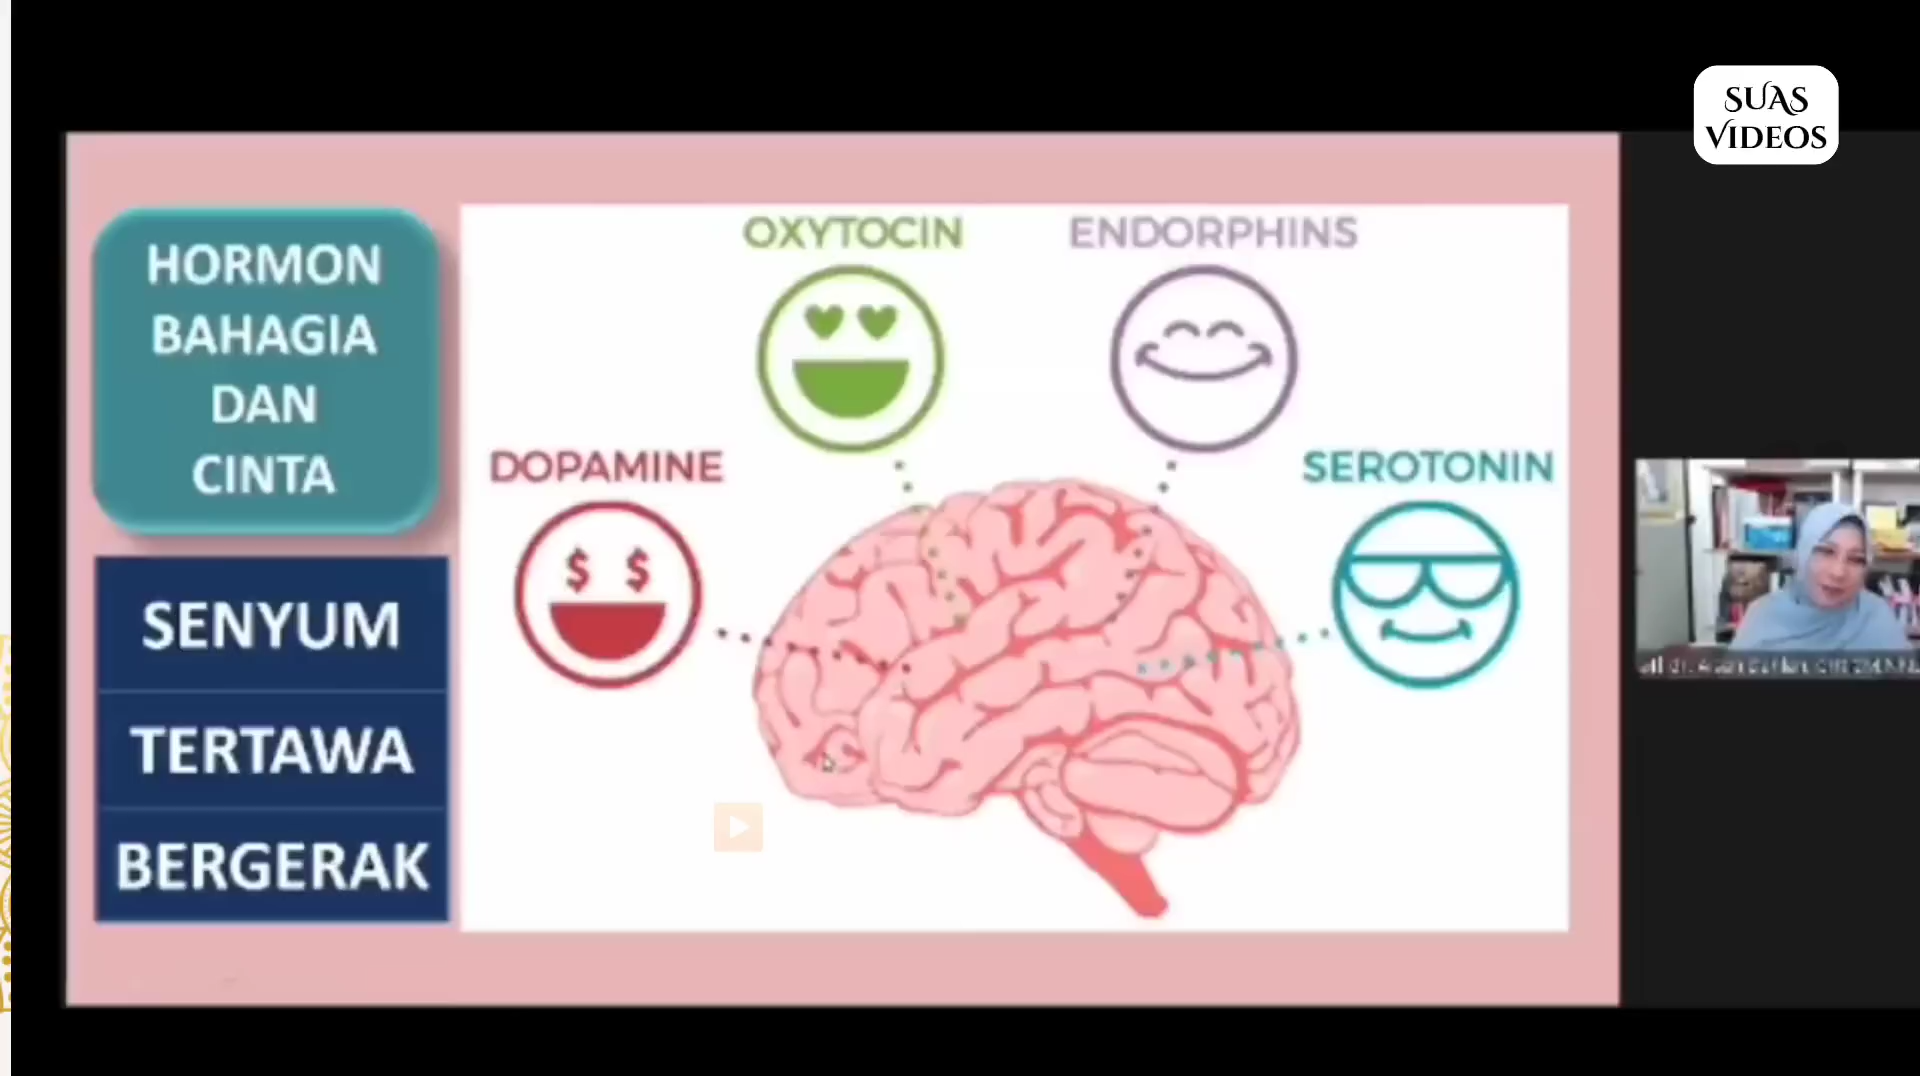 SUAS
VIDEOS
HORMON
BAHAGIA
DAN
CINTA
SENYUM
TERTAWA
BERGERAK
OXYTOCIN
ENDORPHINS
DOPAMINE
SEROTONIN
$ $